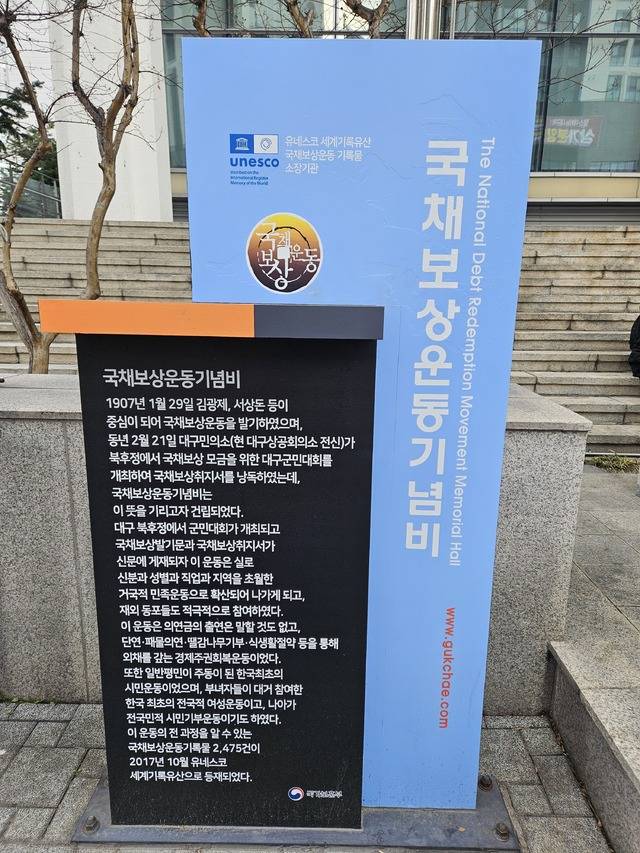 unesco
Inscribed on the
International Register
Memory of the World
유네스코 세계기록유산
국채보상운동 기록물
소장기관
국채보상운동
국채보상운동기념비
The National Debt Redemption Movement Memorial Hall
www.gukchae.com
국채보상운동기념비
1907년 1월 29일 김광제, 서상돈 등이
중심이 되어 국채보상운동을 발기하였으며,
동년 2월 21일 대구민의소(현 대구상공회의소 전신)가
북후정에서 국채보상 모금을 위한 대구군민대회를
개최하여 국채보상취지서를 낭독하였는데,
국채보상운동기념비는
이 뜻을 기리고자 건립되었다.
대구 북후정에서 군민대회가 개최되고
국채보상발기문과 국채보상취지서가
신문에 게재되자 이 운동은 실로
신분과 성별과 직업과 지역을 초월한
거국적 민족운동으로 확산되어 나가게 되고,
재외 동포들도 적극적으로 참여하였다.
이 운동은 의연금의 출연은 말할 것도 없고,
단연·패물의연·땔감나무기부·식생활절약 등을 통해
외채를 갚는 경제주권회복운동이었다.
또한 일반평민이 주동이 된 한국최초의
시민운동이었으며, 부녀자들이 대거 참여한
한국 최초의 전국적 여성운동이고, 나아가
전국민적 시민기부운동이기도 하였다.
이 운동의 전 과정을 알 수 있는
국채보상운동기록물 2,475건이
2017년 10월 유네스코
세계기록유산으로 등재되었다.
국가보훈부
상가분양